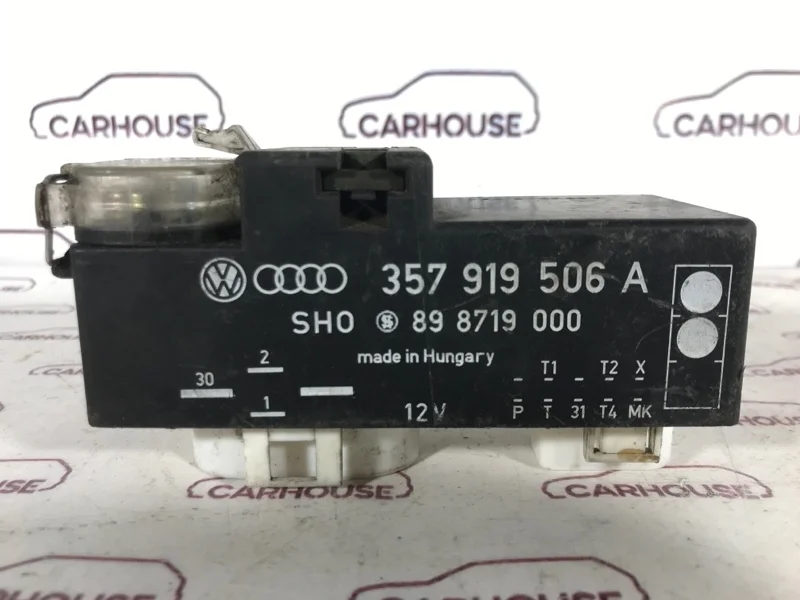 CARHOUSE
CARHOUSE
CARHOUSE
357 919 506 A
SHO 89 8719 000
made in Hungary
2
T1 T2 X
30
1
12V
P T 31 T4 MK
CARHOUSE
CARHOUSE
CARHOUSE